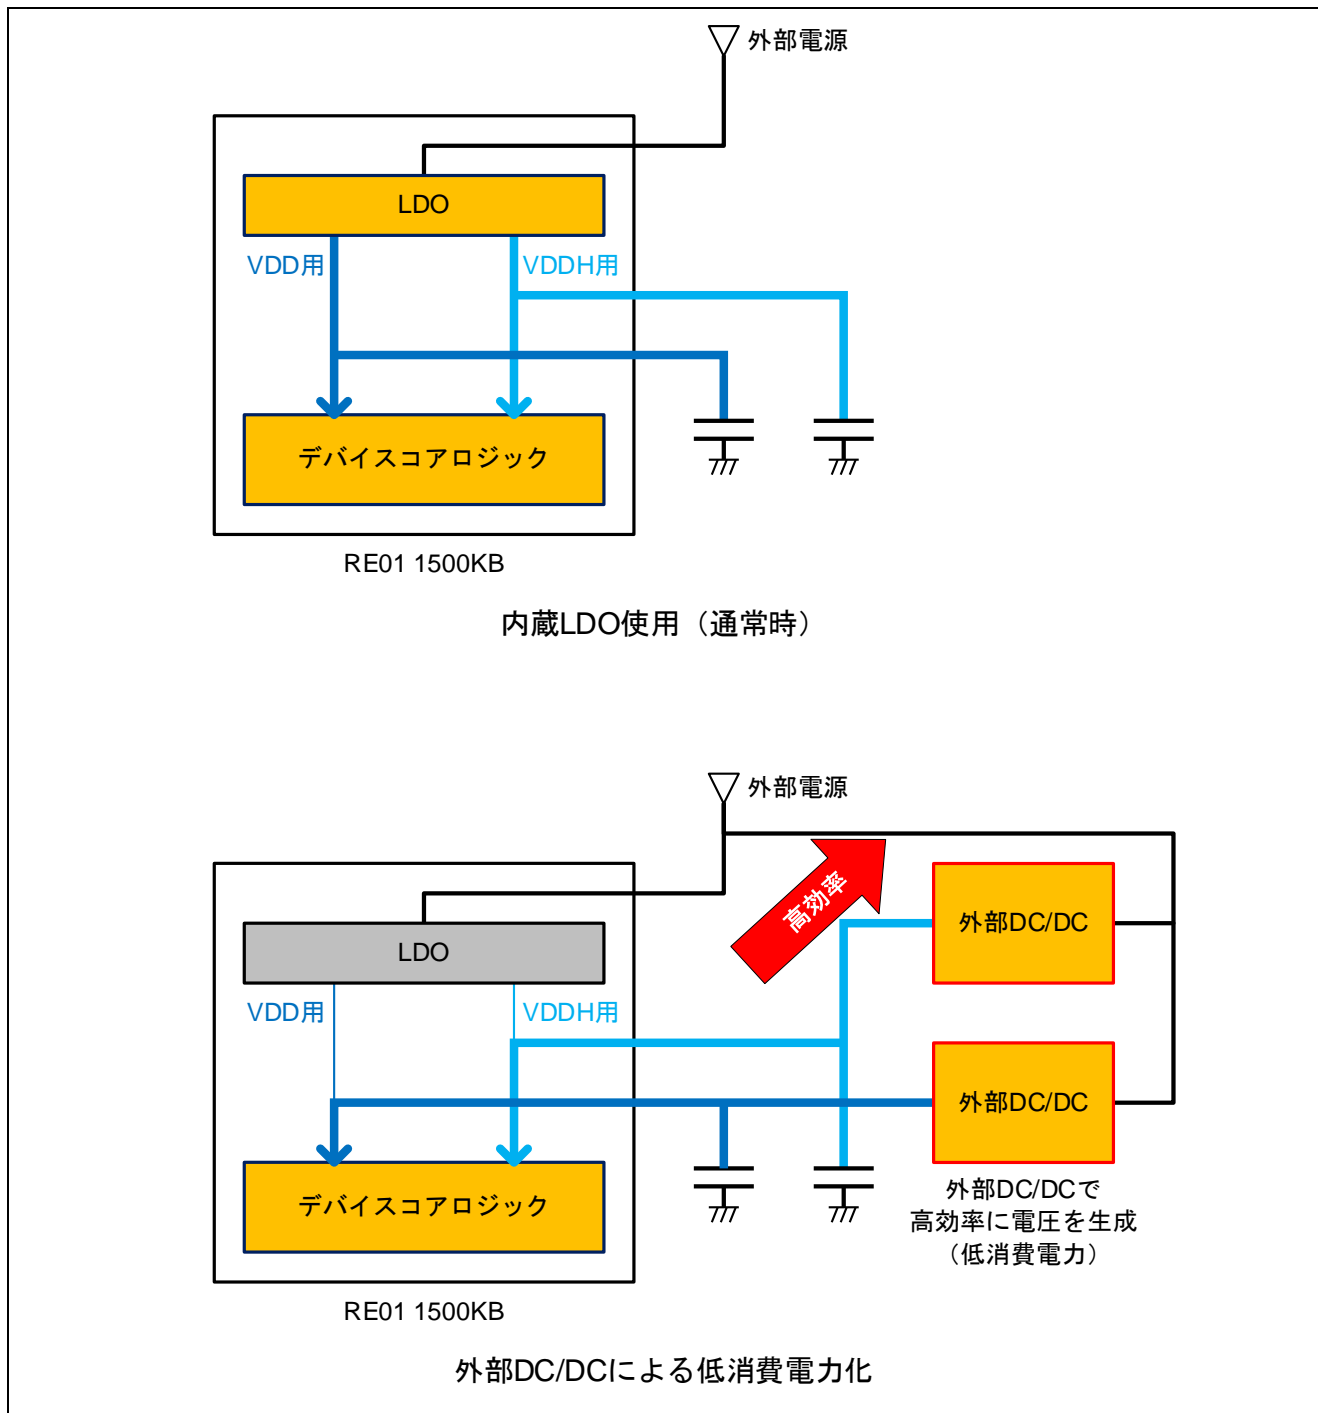 外部電源
LDO
VDD用
VDDH用
デバイスコアロジック
RE01 1500KB
内蔵LDO使用（通常時）
外部電源
高効率
外部DC/DC
LDO
VDD用
VDDH用
外部DC/DC
デバイスコアロジック
外部DC/DCで
高効率に電圧を生成
（低消費電力）
RE01 1500KB
外部DC/DCによる低消費電力化